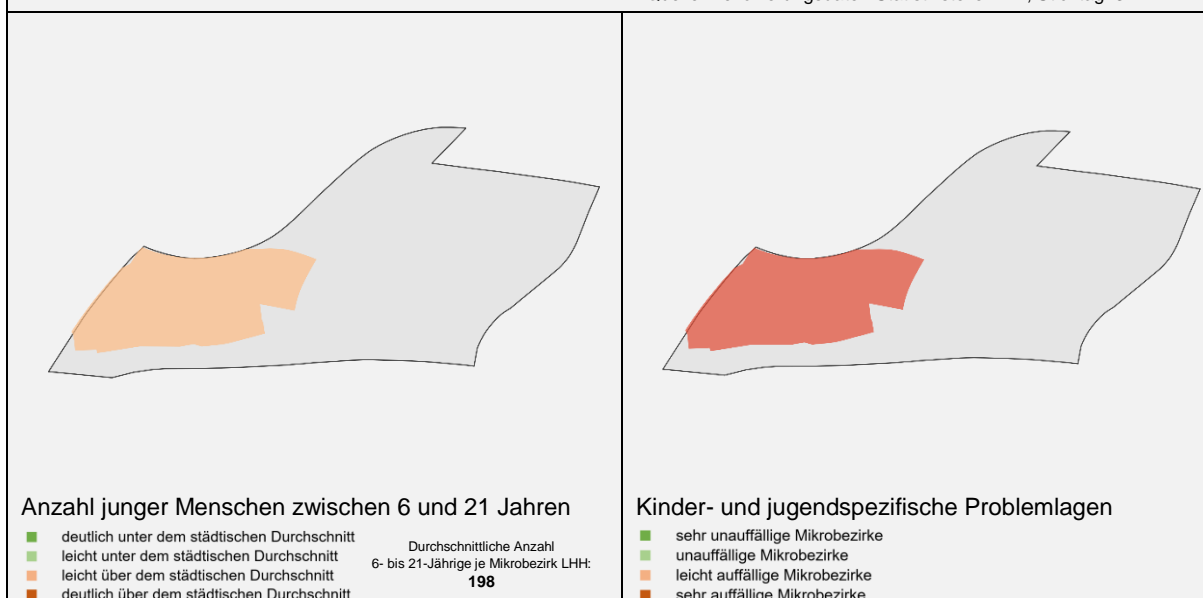 Anzahl junger Menschen zwischen 6 und 21 Jahren
deutlich unter dem städtischen Durchschnitt
leicht unter dem städtischen Durchschnitt
leicht über dem städtischen Durchschnitt
deutlich über dem städtischen Durchschnitt
Durchschnittliche Anzahl
6- bis 21-Jährige je Mikrobezirk LHH:
198
Kinder- und jugendspezifische Problemlagen
sehr unauffällige Mikrobezirke
unauffällige Mikrobezirke
leicht auffällige Mikrobezirke
sehr auffällige Mikrobezirke